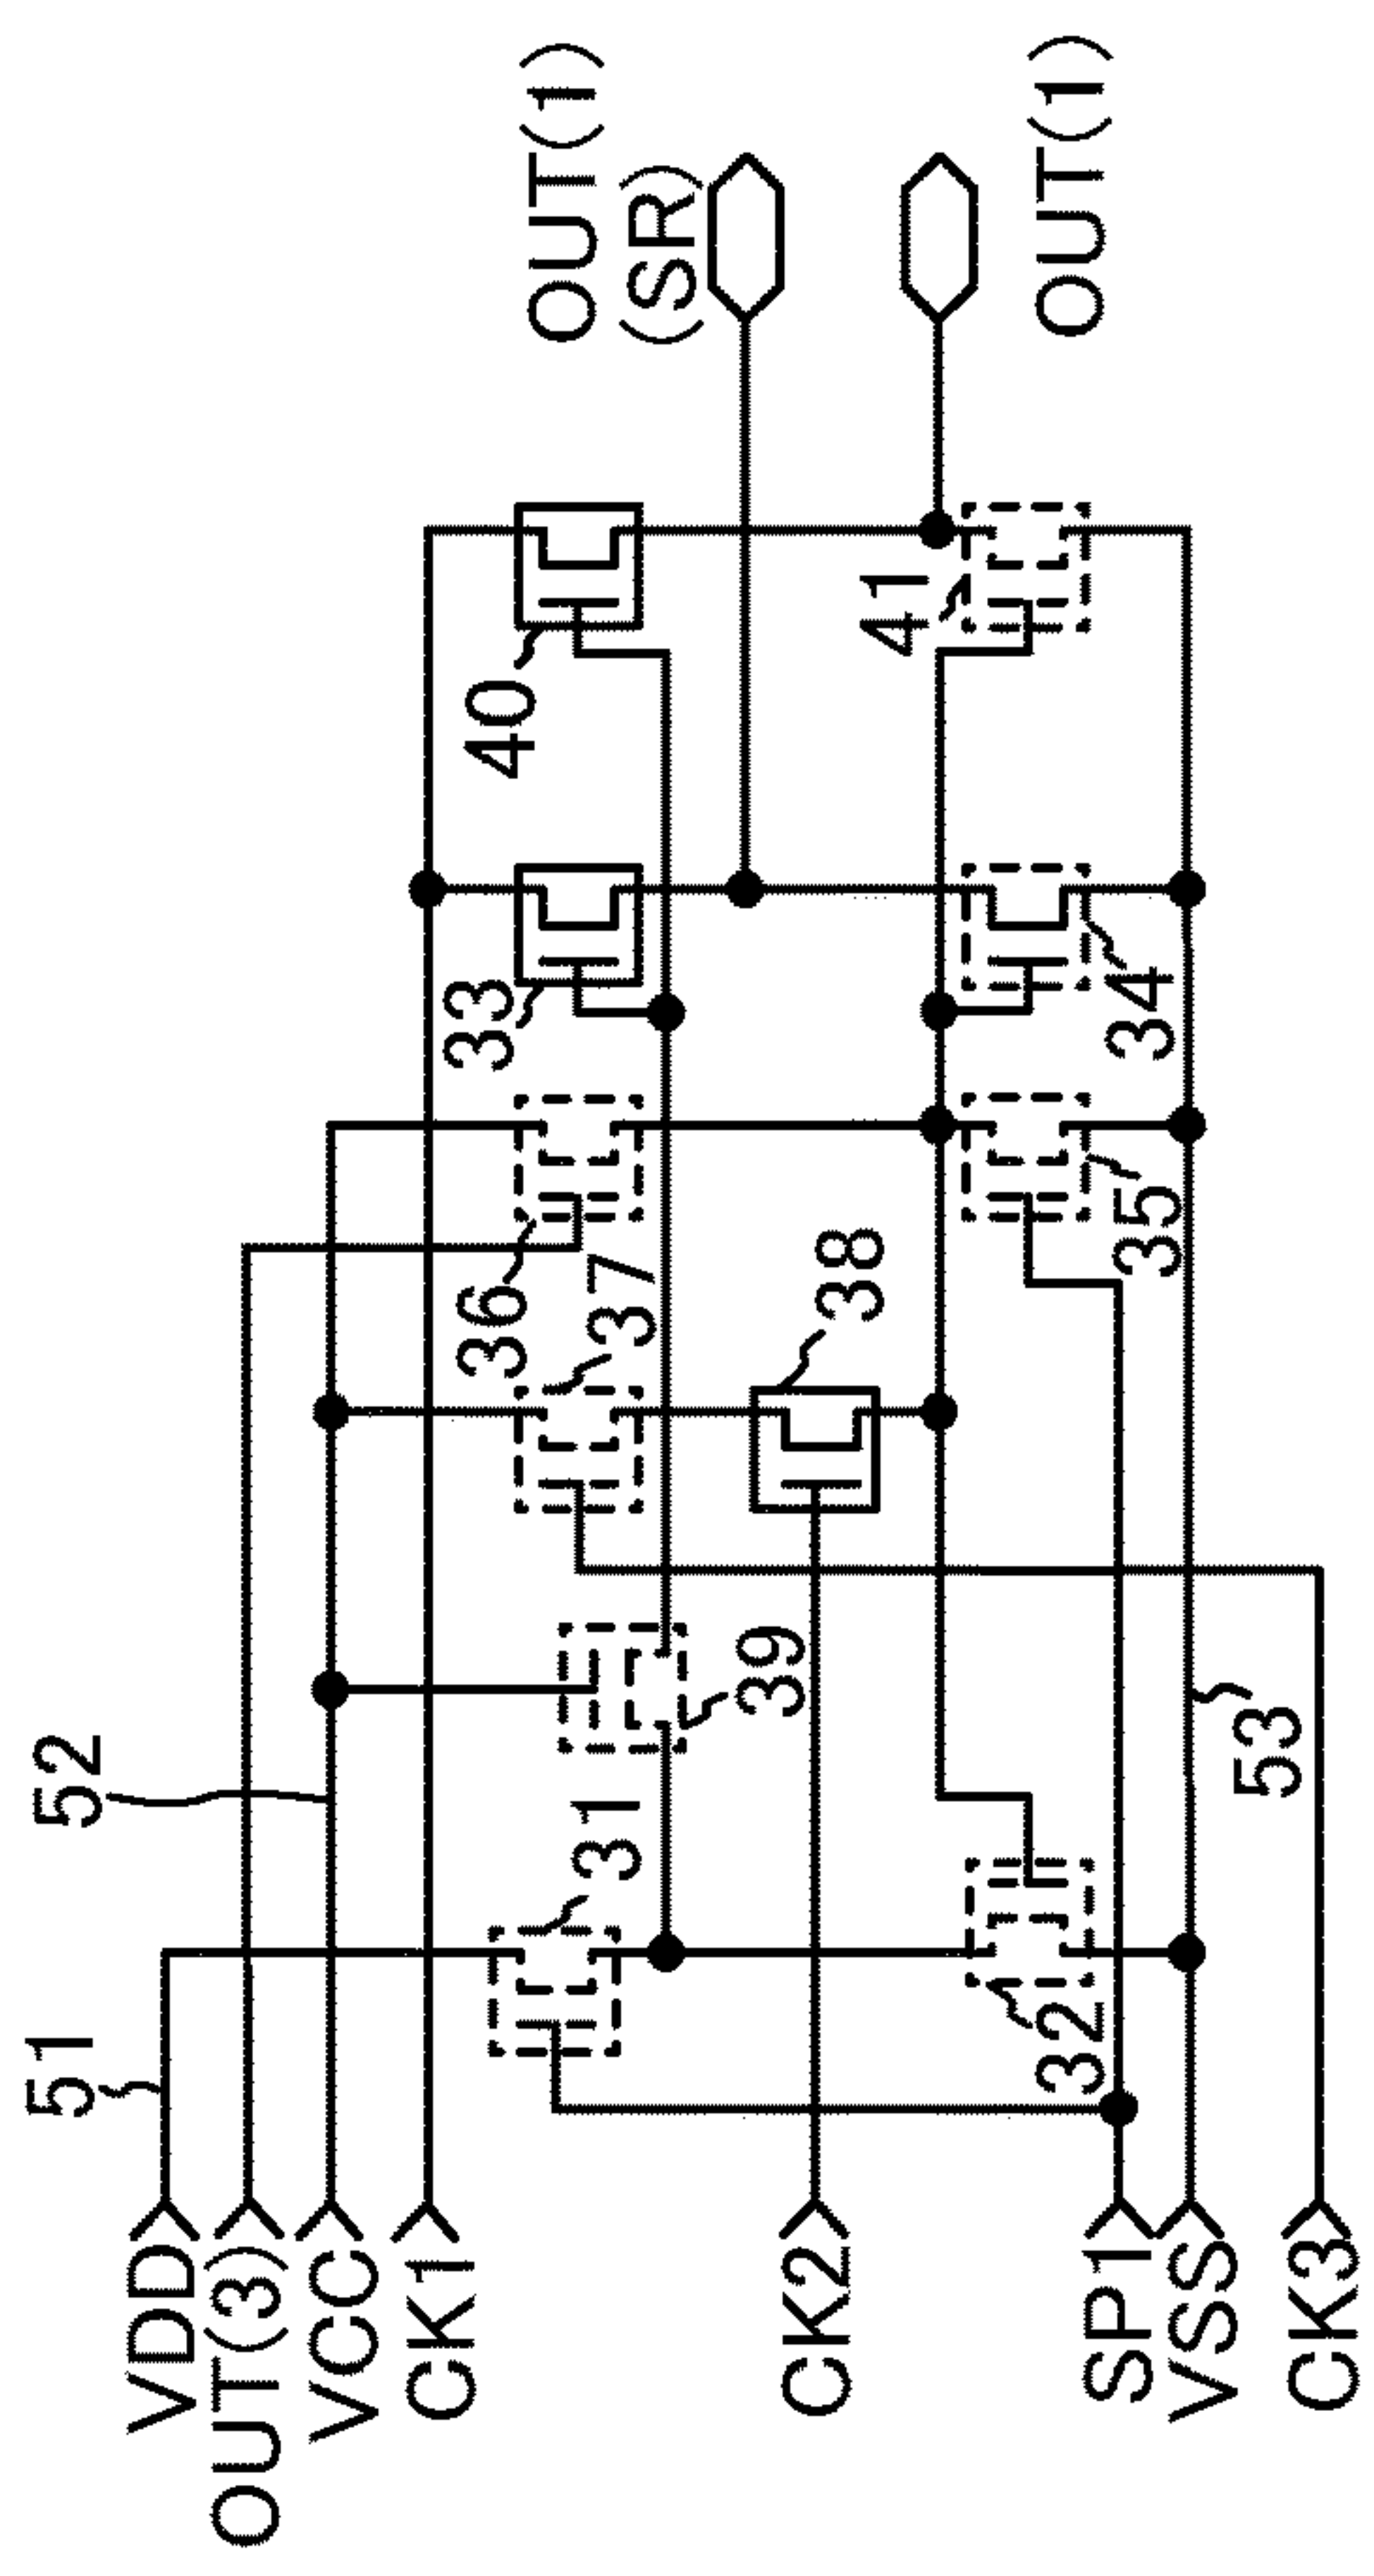 VDD
OUT(3)
VCC
CK1
CK2
SP1
VSS
CK3
51
52
31
32
39
53
37
36
38
35
33
34
40
41
OUT(1)
(SR)
OUT(1)